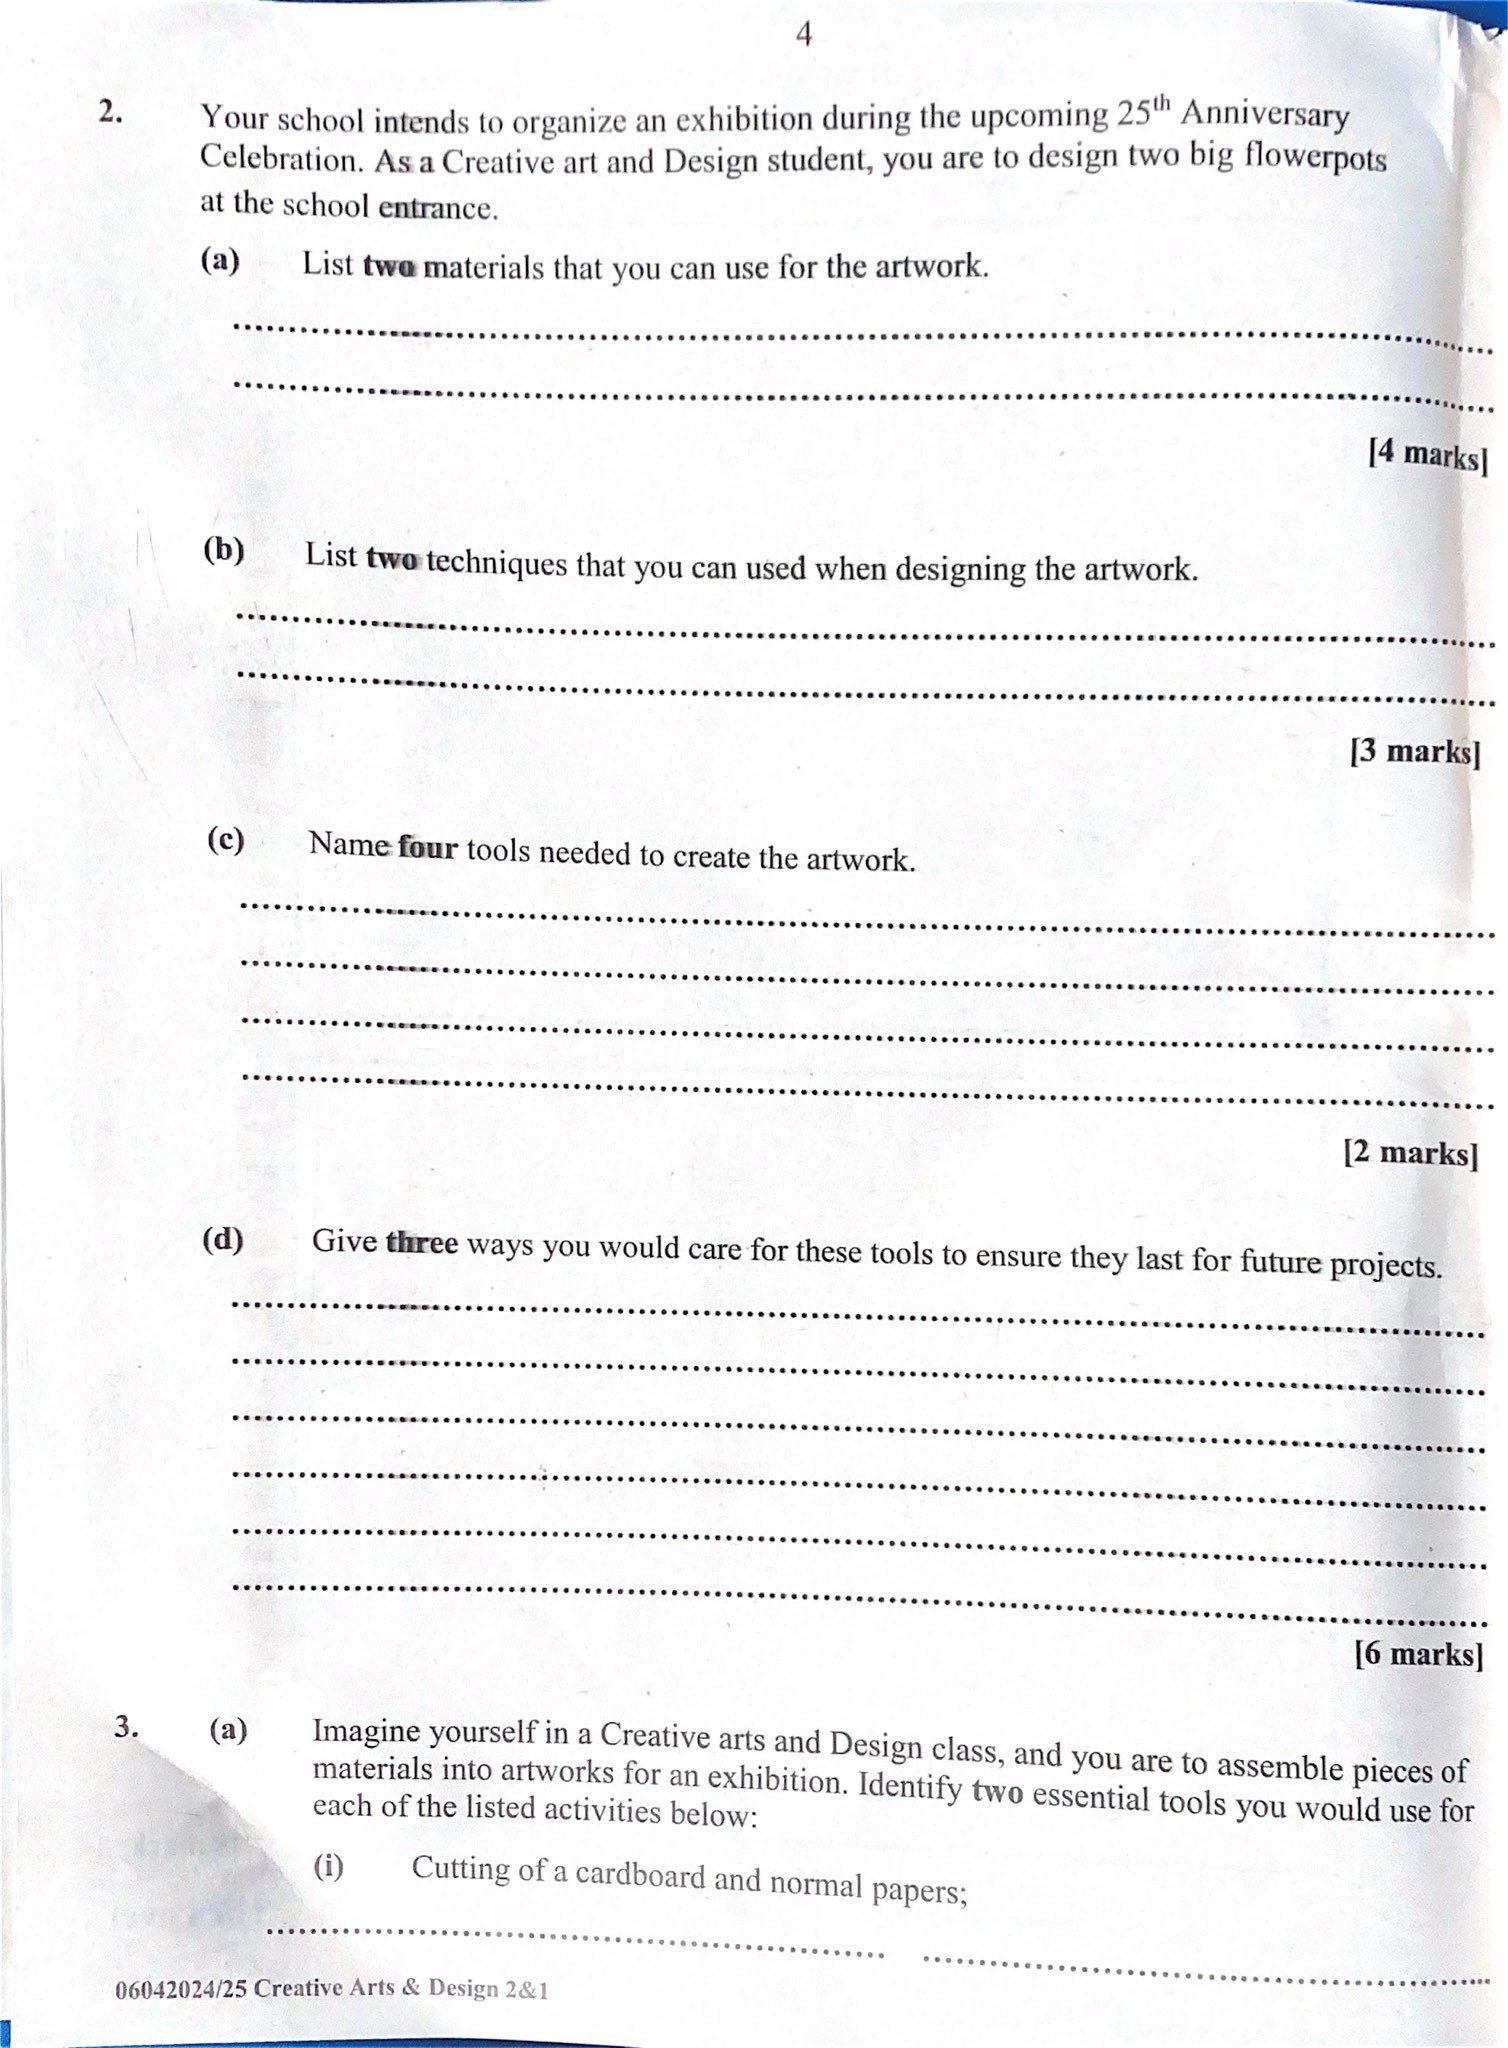 4
2. Your school intends to organize an exhibition during the upcoming 25th Anniversary
Celebration. As a Creative art and Design student, you are to design two big flowerpots
at the school entrance.
(a) List two materials that you can use for the artwork.
[4 marks]
(b) List two techniques that you can used when designing the artwork.
[3 marks]
(c) Name four tools needed to create the artwork.
[2 marks]
(d) Give three ways you would care for these tools to ensure they last for future projects.
[6 marks]
3. (a) Imagine yourself in a Creative arts and Design class, and you are to assemble pieces of
materials into artworks for an exhibition. Identify two essential tools you would use for
each of the listed activities below:
(i) Cutting of a cardboard and normal papers;
06042024/25 Creative Arts & Design 2&1